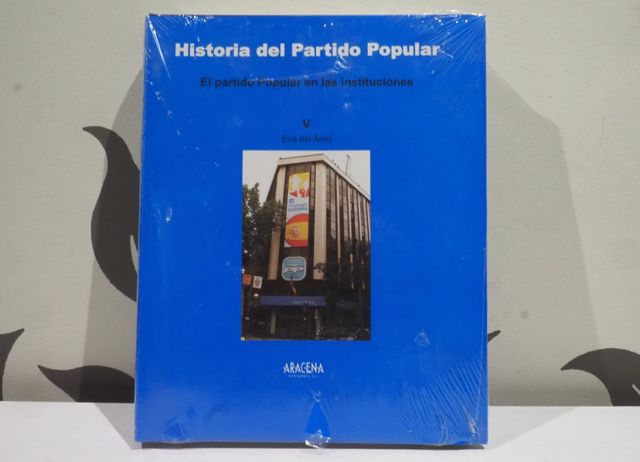 Historia del Partido Popular
El partido Popular en las instituciones
V
Eva del Amo
ARACENA